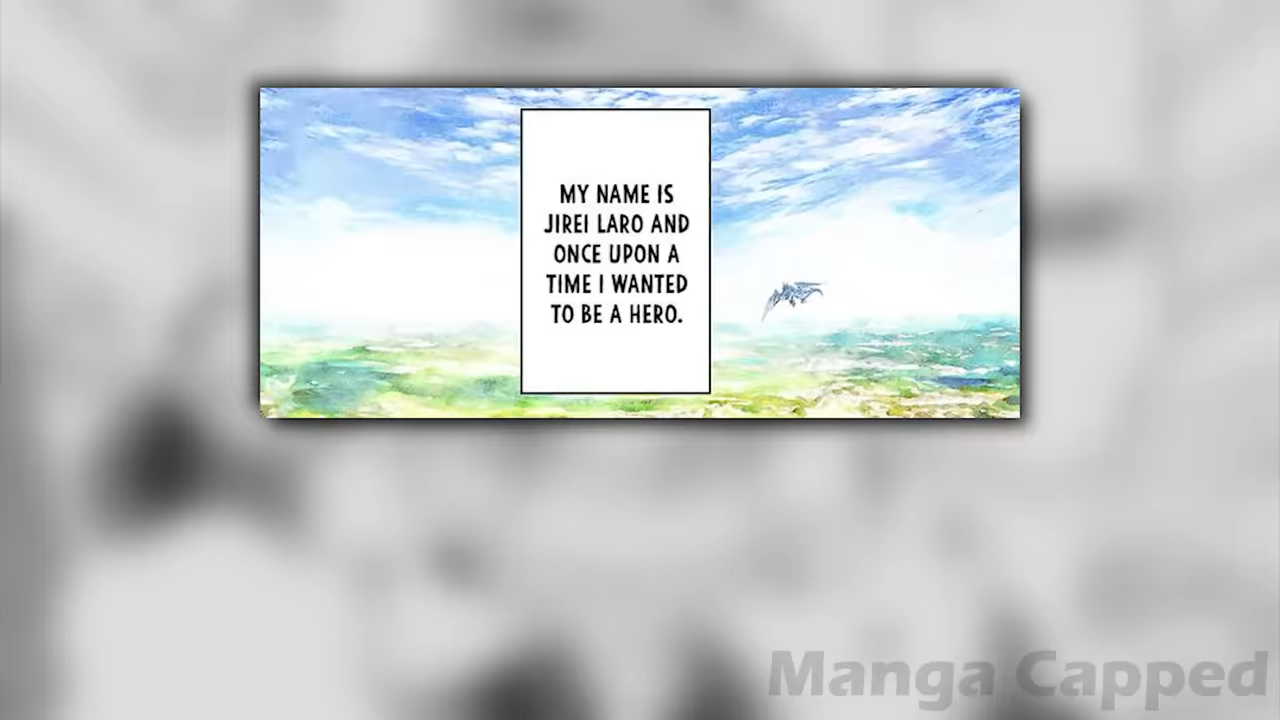 MY NAME IS
JIREI LARO AND
ONCE UPON A
TIME I WANTED
TO BE A HERO.
Manga Capped